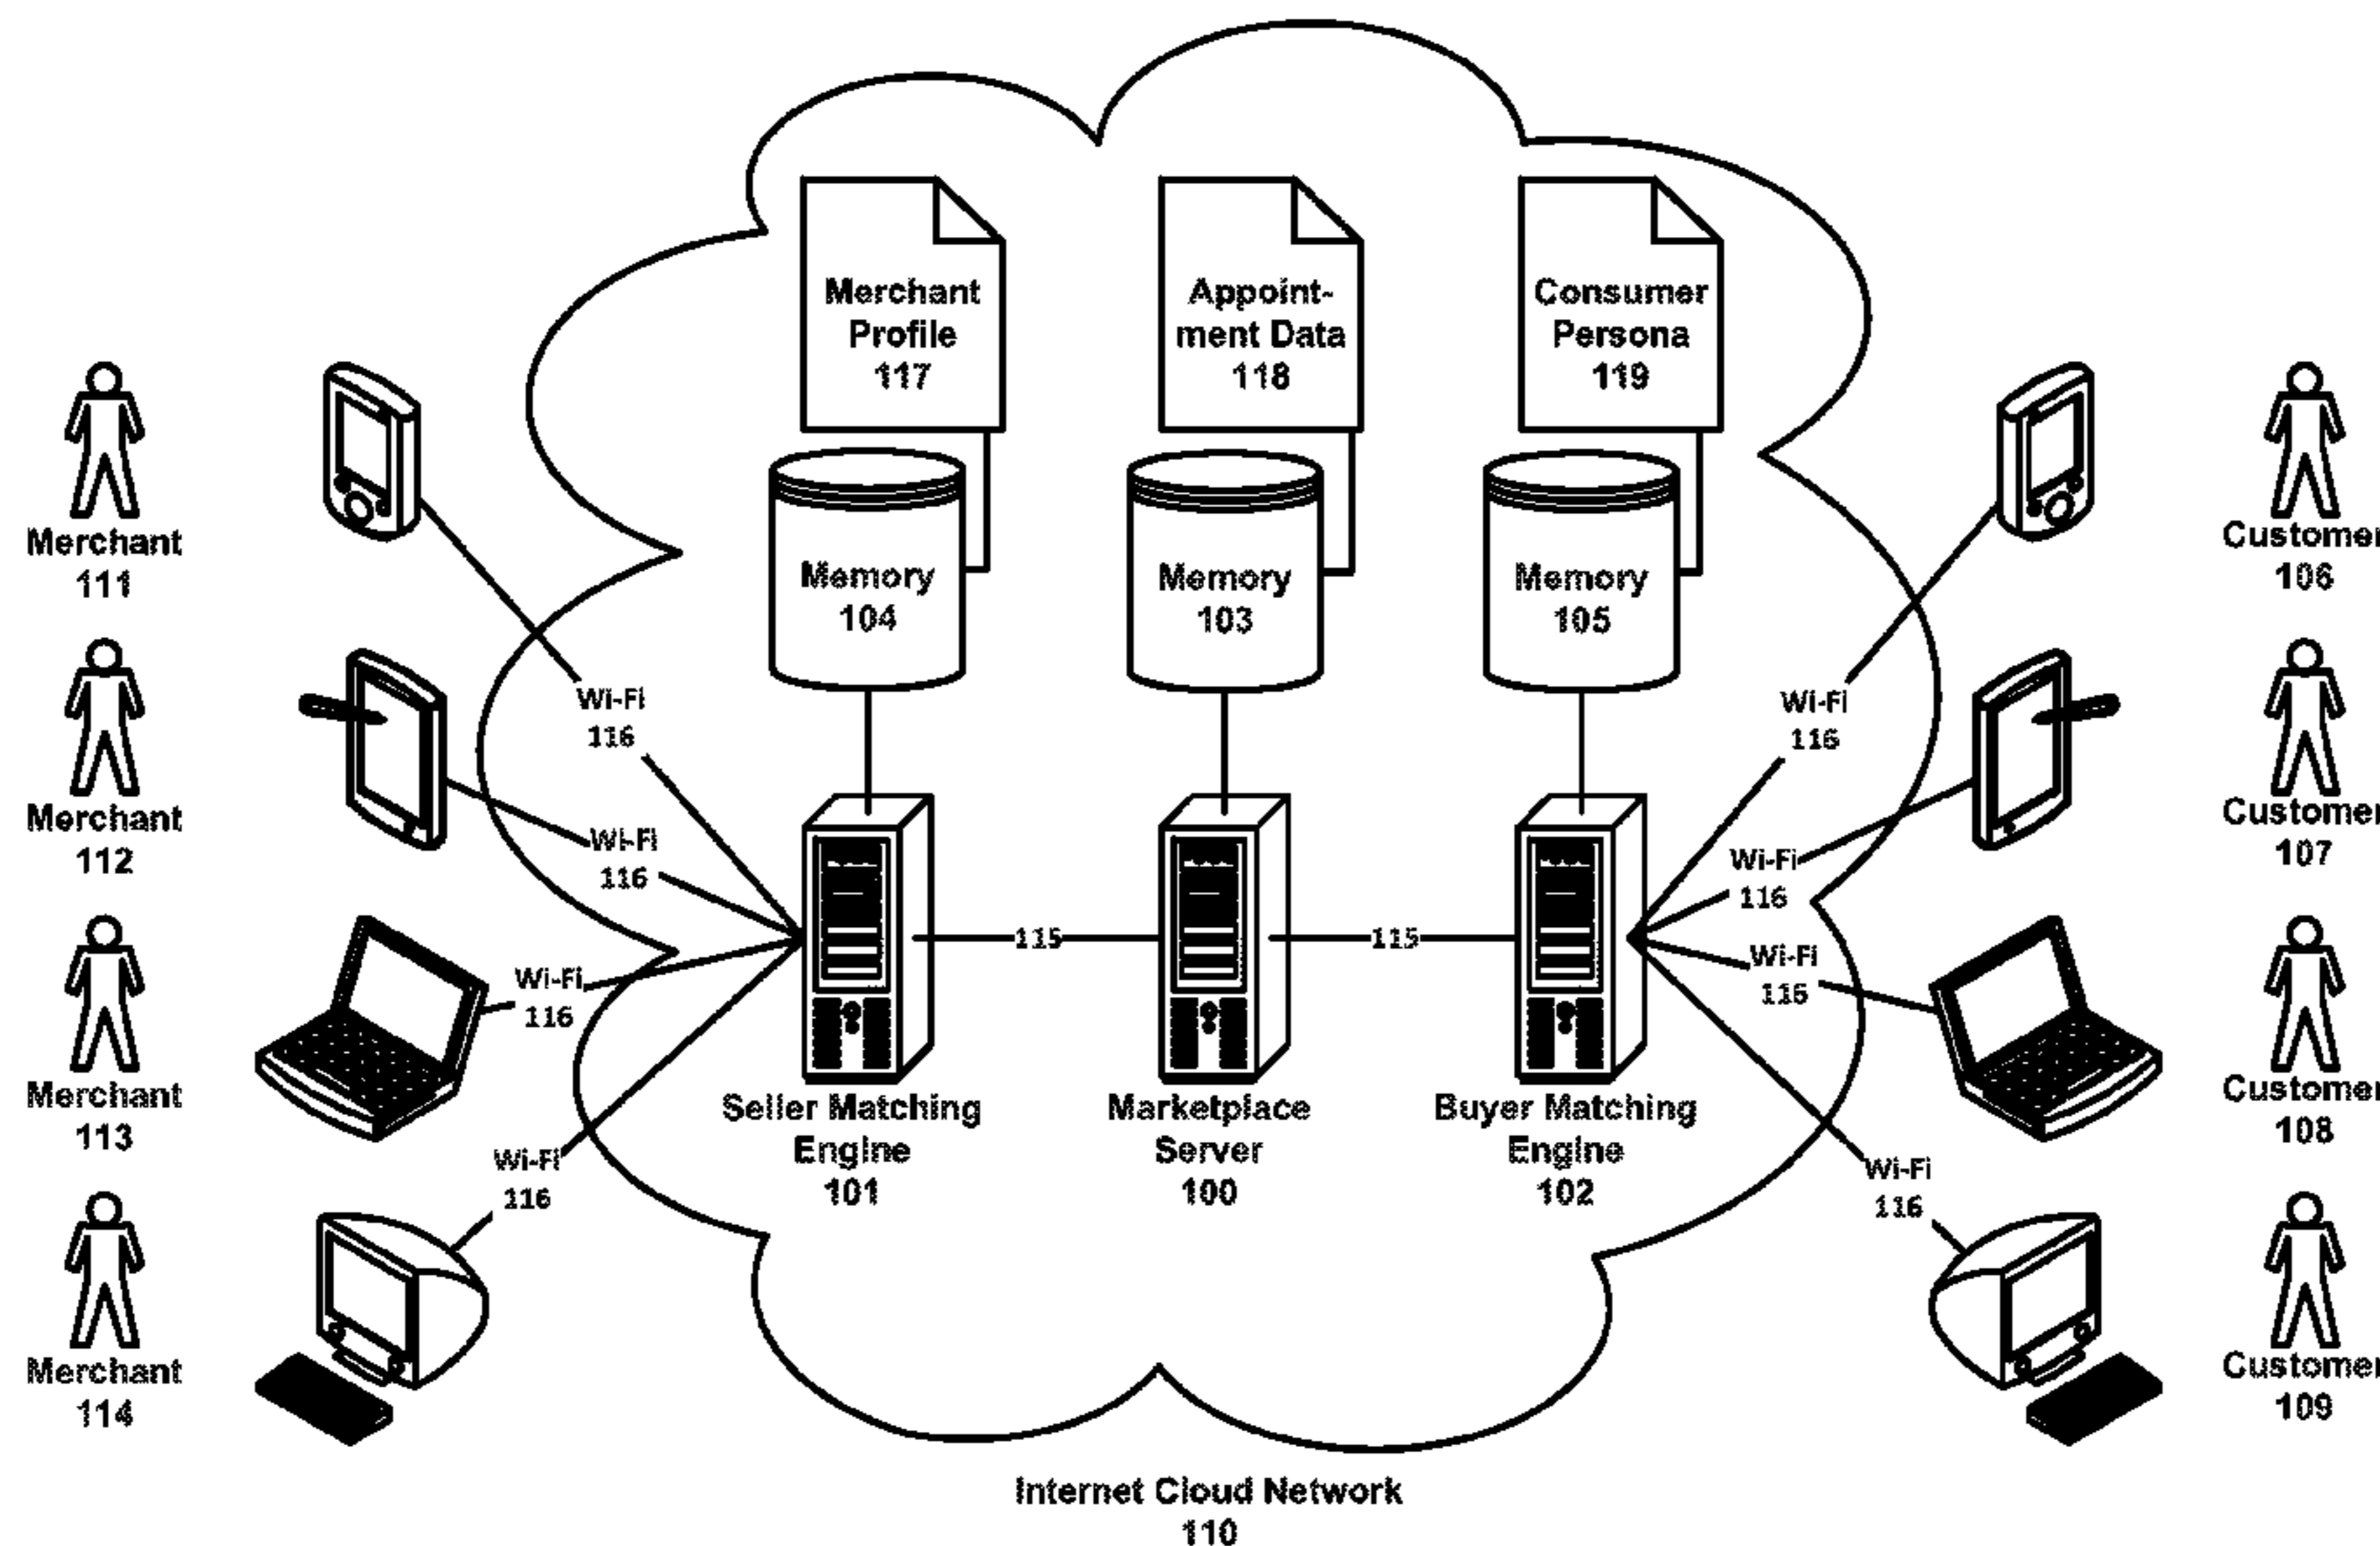 Merchant
Profile
117
Appoint-
ment Data
118
Consumer
Persona
119
Memory
104
Memory
103
Memory
105
Merchant
111
Merchant
112
Merchant
113
Merchant
114
Wi-Fi
116
Wi-Fi
116
Wi-Fi
116
Wi-Fi
116
115
115
Seller Matching
Engine
101
Marketplace
Server
100
Buyer Matching
Engine
102
Wi-Fi
116
Wi-Fi
116
Wi-Fi
116
Wi-Fi
116
Customer
106
Customer
107
Customer
108
Customer
109
Internet Cloud Network
110